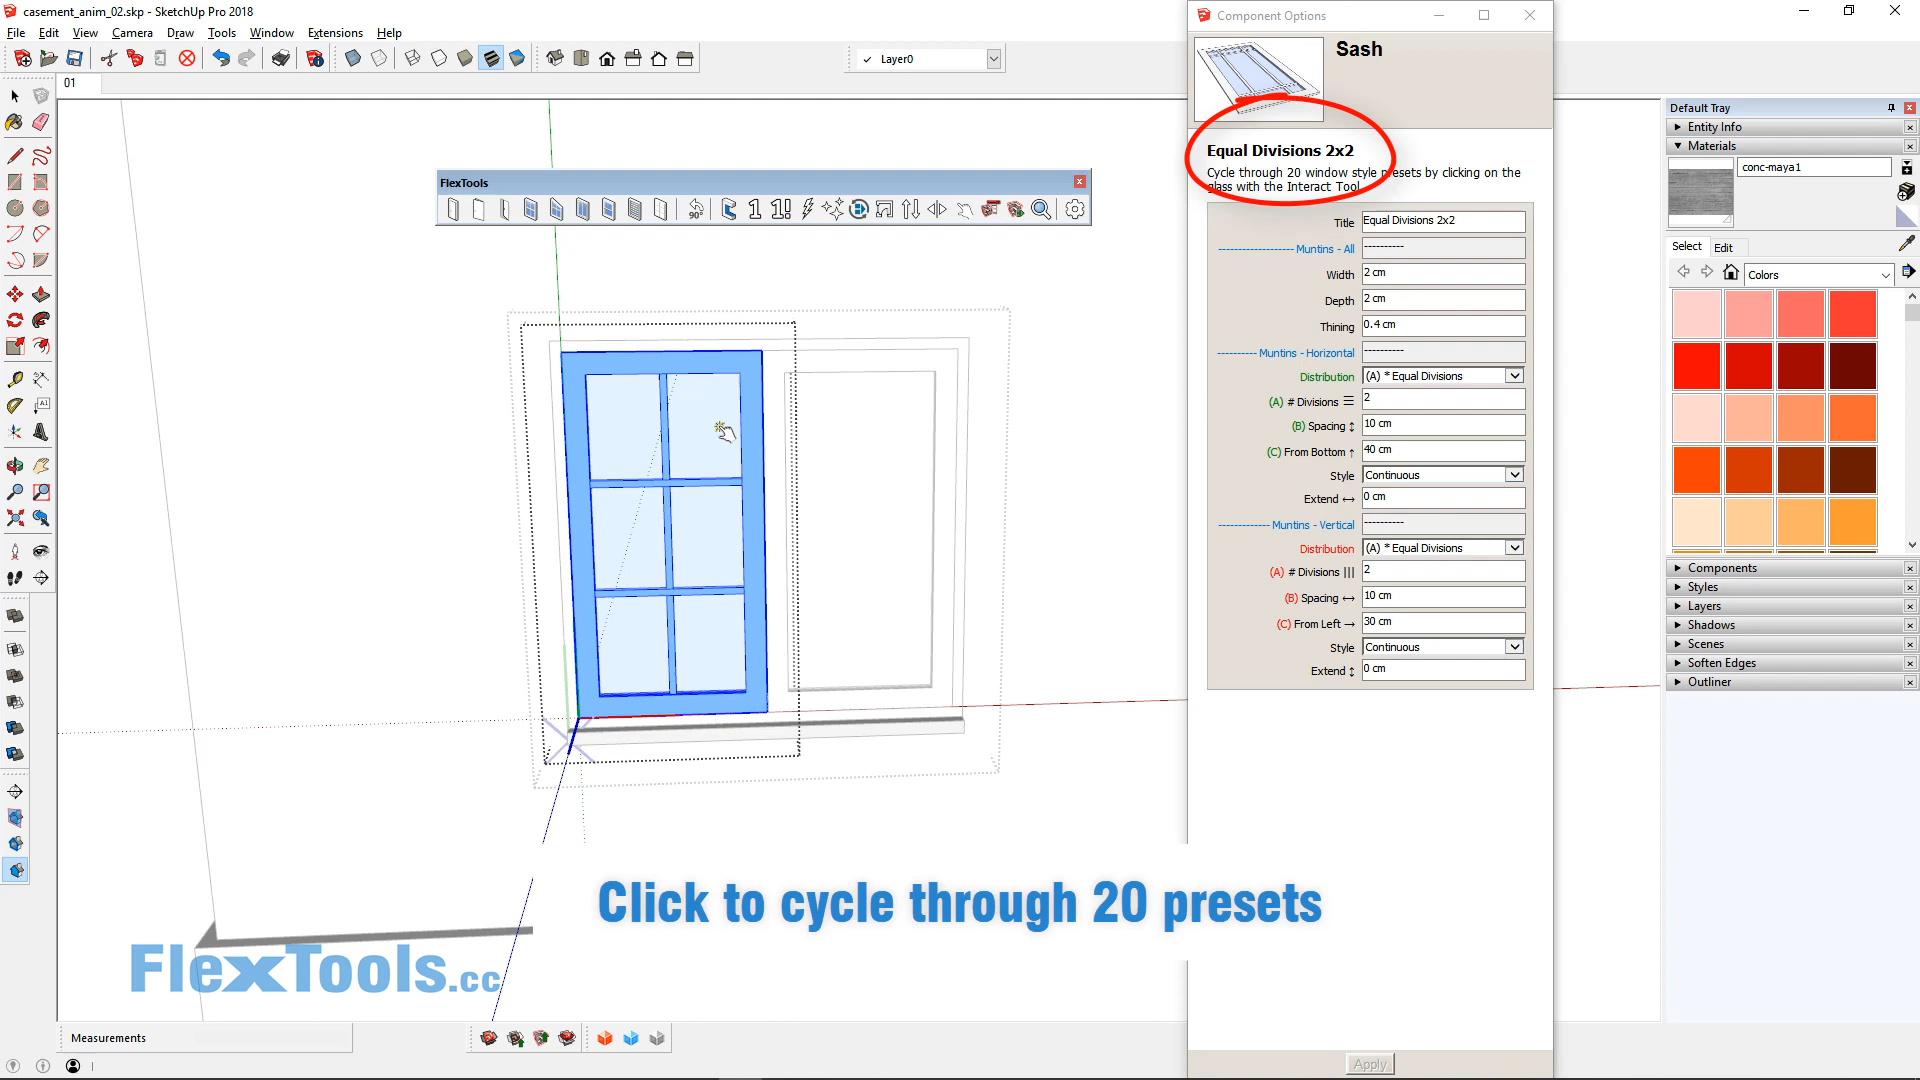 casement_anim_02.skp - SketchUp Pro 2018
File Edit View Camera Draw Tools Window Extensions Help
Layer0
01
FlexTools
90°
1 1!
A1
Click to cycle through 20 presets
FlexTools.cc
Measurements
Component Options
Sash
Equal Divisions 2x2
Cycle through 20 window style presets by clicking on the
glass with the Interact Tool
Title Equal Divisions 2x2
------------------- Muntins - All ----------
Width 2 cm
Depth 2 cm
Thining 0.4 cm
---------- Muntins - Horizontal ----------
Distribution (A) * Equal Divisions
(A) # Divisions ☰ 2
(B) Spacing ↕ 10 cm
(C) From Bottom ↑ 40 cm
Style Continuous
Extend ↔ 0 cm
------------- Muntins - Vertical ----------
Distribution (A) * Equal Divisions
(A) # Divisions ||| 2
(B) Spacing ↔ 10 cm
(C) From Left → 30 cm
Style Continuous
Extend ↕ 0 cm
Apply
Default Tray
Entity Info
Materials
conc-maya1
Select Edit
Colors
Components
Styles
Layers
Shadows
Scenes
Soften Edges
Outliner